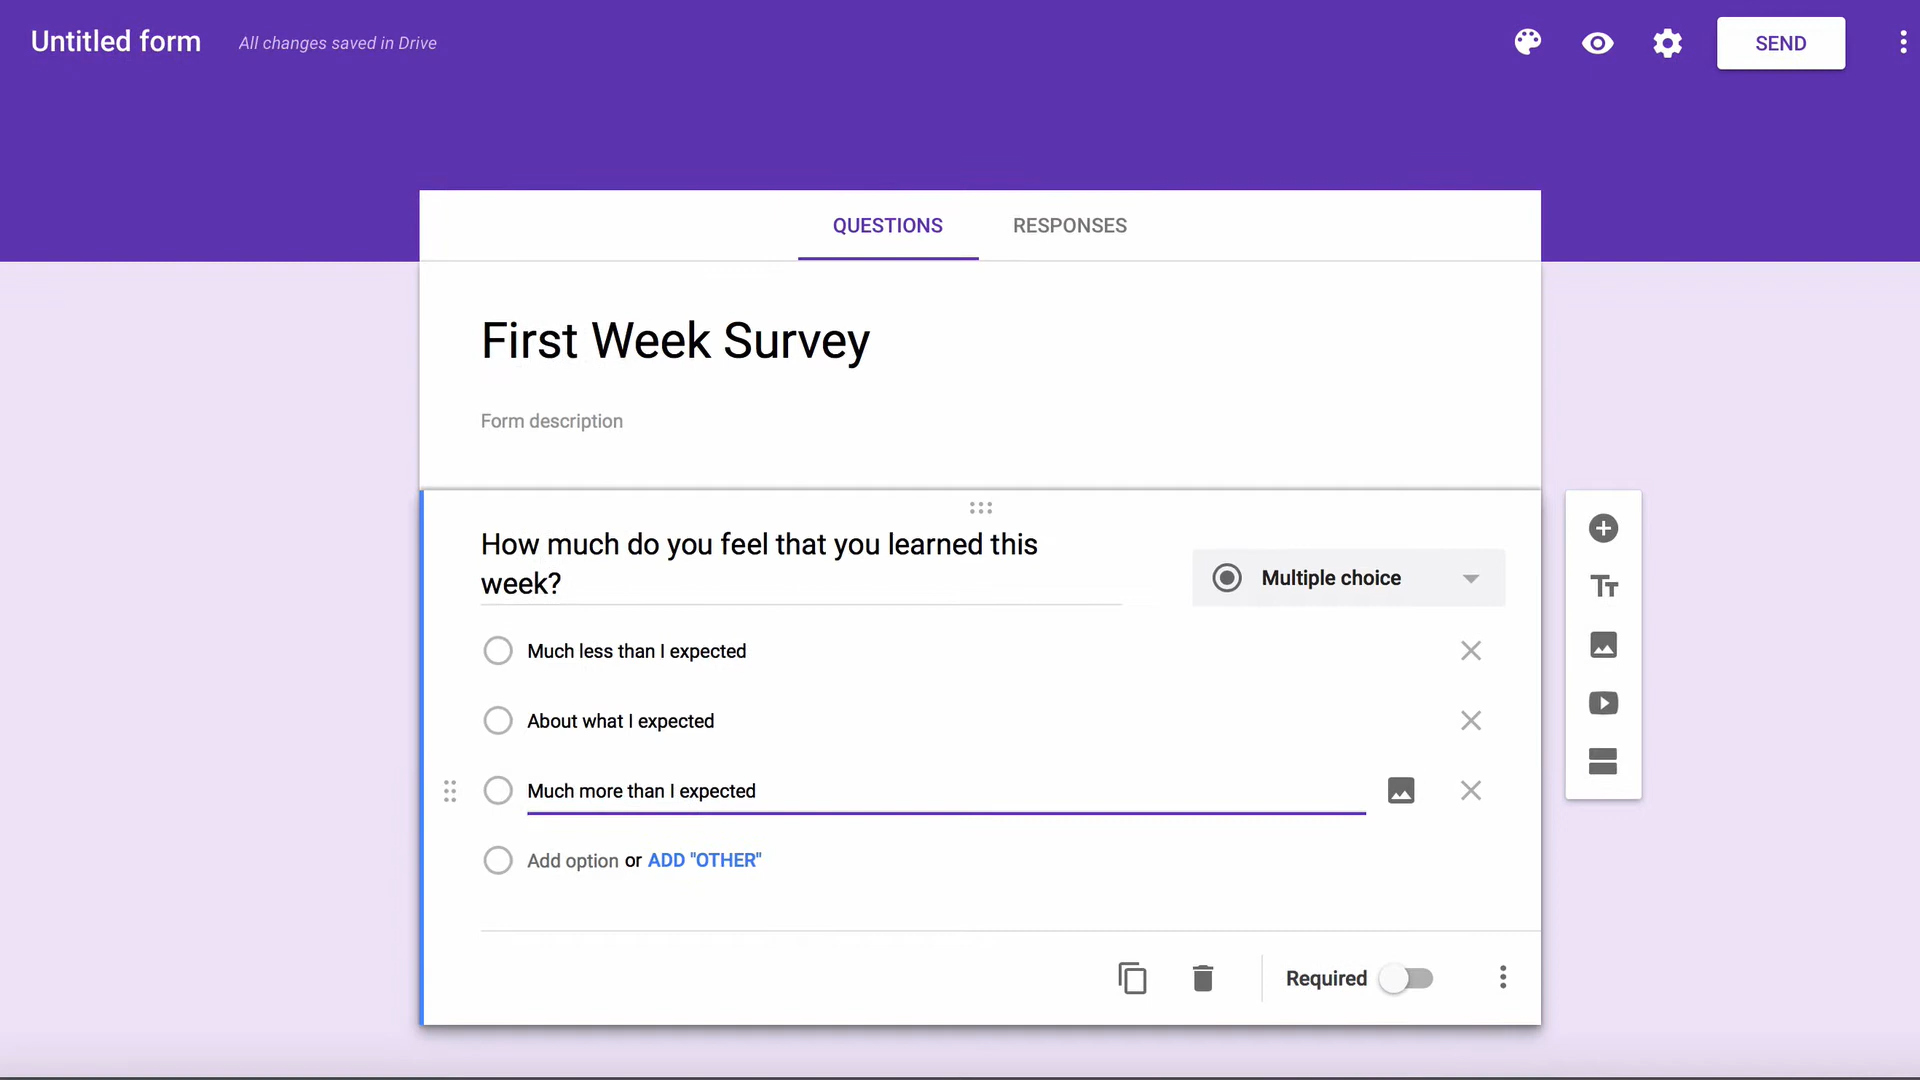 Untitled form
All changes saved in Drive
SEND
QUESTIONS
RESPONSES
First Week Survey
Form description
How much do you feel that you learned this
week?
Multiple choice
Much less than I expected
About what I expected
Much more than I expected
Add option or ADD "OTHER"
Required
Tт